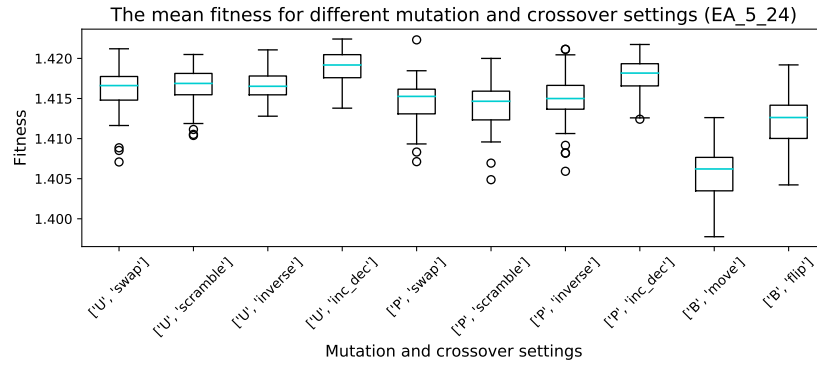 The mean fitness for different mutation and crossover settings (EA_5_24)
Fitness
1.420
1.415
1.410
1.405
1.400
['U', 'swap']
['U', 'scramble']
['U', 'inverse']
['U', 'inc_dec']
['P', 'swap']
['P', 'scramble']
['P', 'inverse']
['P', 'inc_dec']
['B', 'move']
['B', 'flip']
Mutation and crossover settings